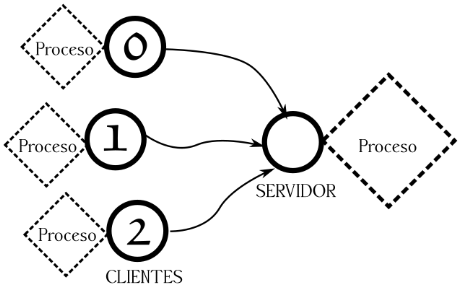 Proceso
0
Proceso
1
Proceso
SERVIDOR
Proceso
2
CLIENTES